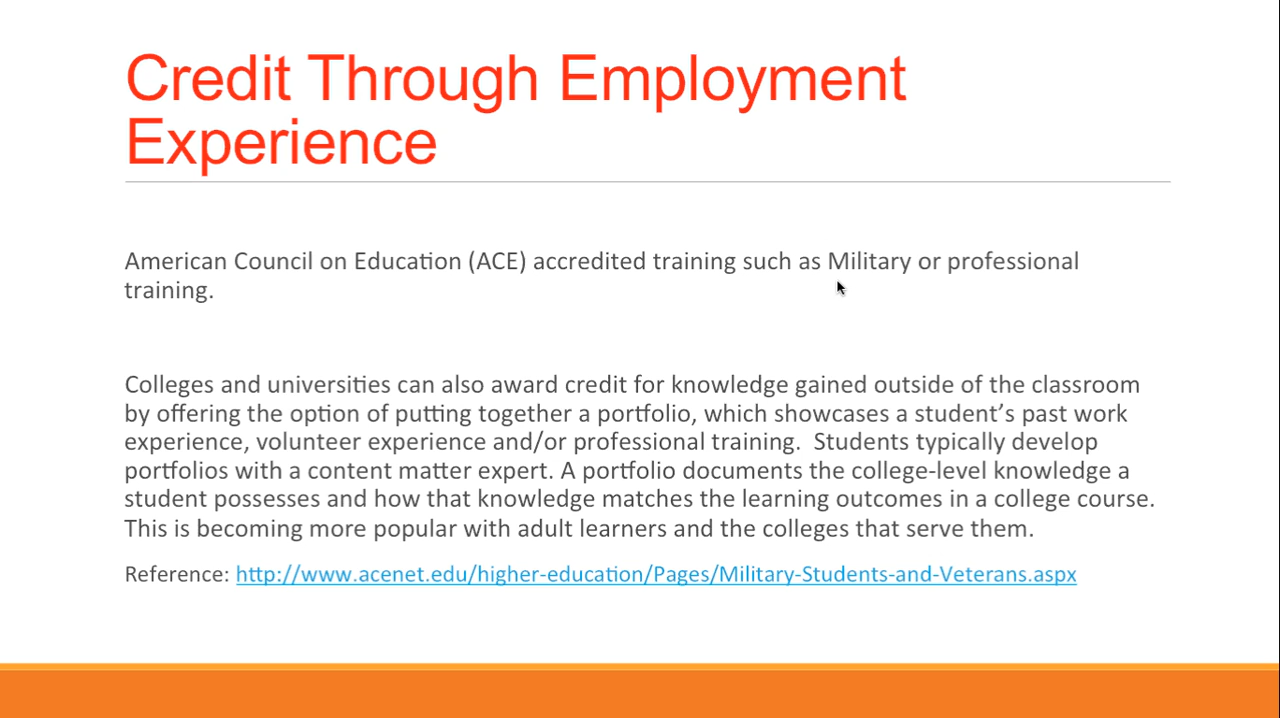 Credit Through Employment
Experience
American Council on Education (ACE) accredited training such as Military or professional
training.
Colleges and universities can also award credit for knowledge gained outside of the classroom
by offering the option of putting together a portfolio, which showcases a student’s past work
experience, volunteer experience and/or professional training.  Students typically develop
portfolios with a content matter expert. A portfolio documents the college-level knowledge a
student possesses and how that knowledge matches the learning outcomes in a college course.
This is becoming more popular with adult learners and the colleges that serve them.
Reference: http://www.acenet.edu/higher-education/Pages/Military-Students-and-Veterans.aspx